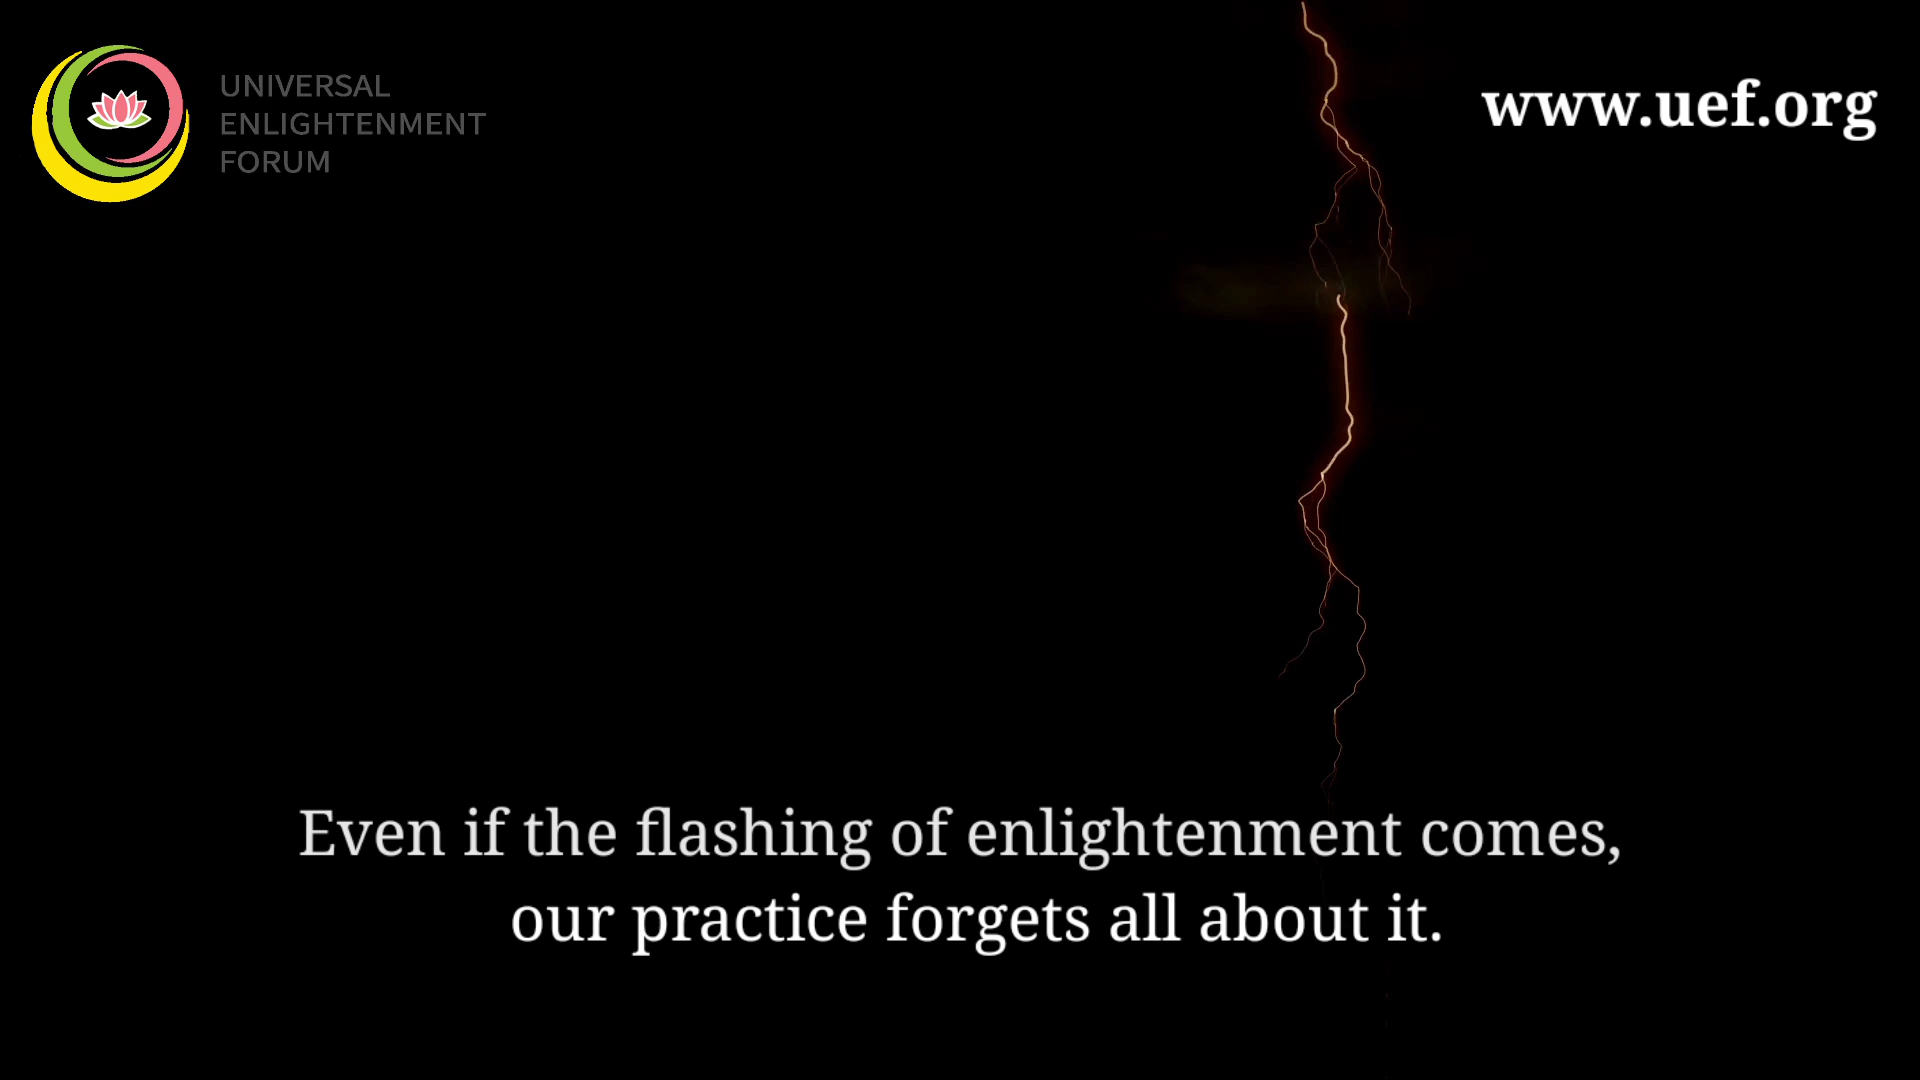 UNIVERSAL
ENLIGHTENMENT
FORUM
www.uef.org
Even if the flashing of enlightenment comes,
our practice forgets all about it.